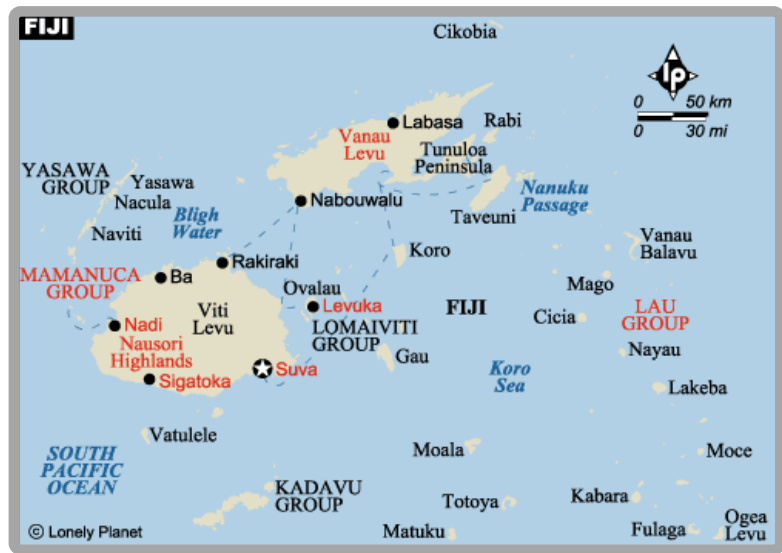 FIJI
Cikobia
lp
0 50 km
0 30 mi
Labasa
Rabi
Vanau
Levu
Tunuloa
Peninsula
YASAWA
GROUP
Yasawa
Nacula
Nabouwalu
Nanuku
Passage
Bligh
Water
Taveuni
Naviti
Koro
Vanau
Balavu
Rakiraki
MAMANUCA
GROUP
Ba
Ovalau
Mago
Viti
Levu
Levuka
FIJI
Cicia
LAU
GROUP
Nadi
LOMAIVITI
GROUP
Nausori
Highlands
Gau
Nayau
Suva
Koro
Sea
Sigatoka
Lakeba
Vatulele
SOUTH
PACIFIC
OCEAN
Moala
Moce
KADAVU
GROUP
Totoya
Kabara
Ogea
Levu
© Lonely Planet
Matuku
Fulaga